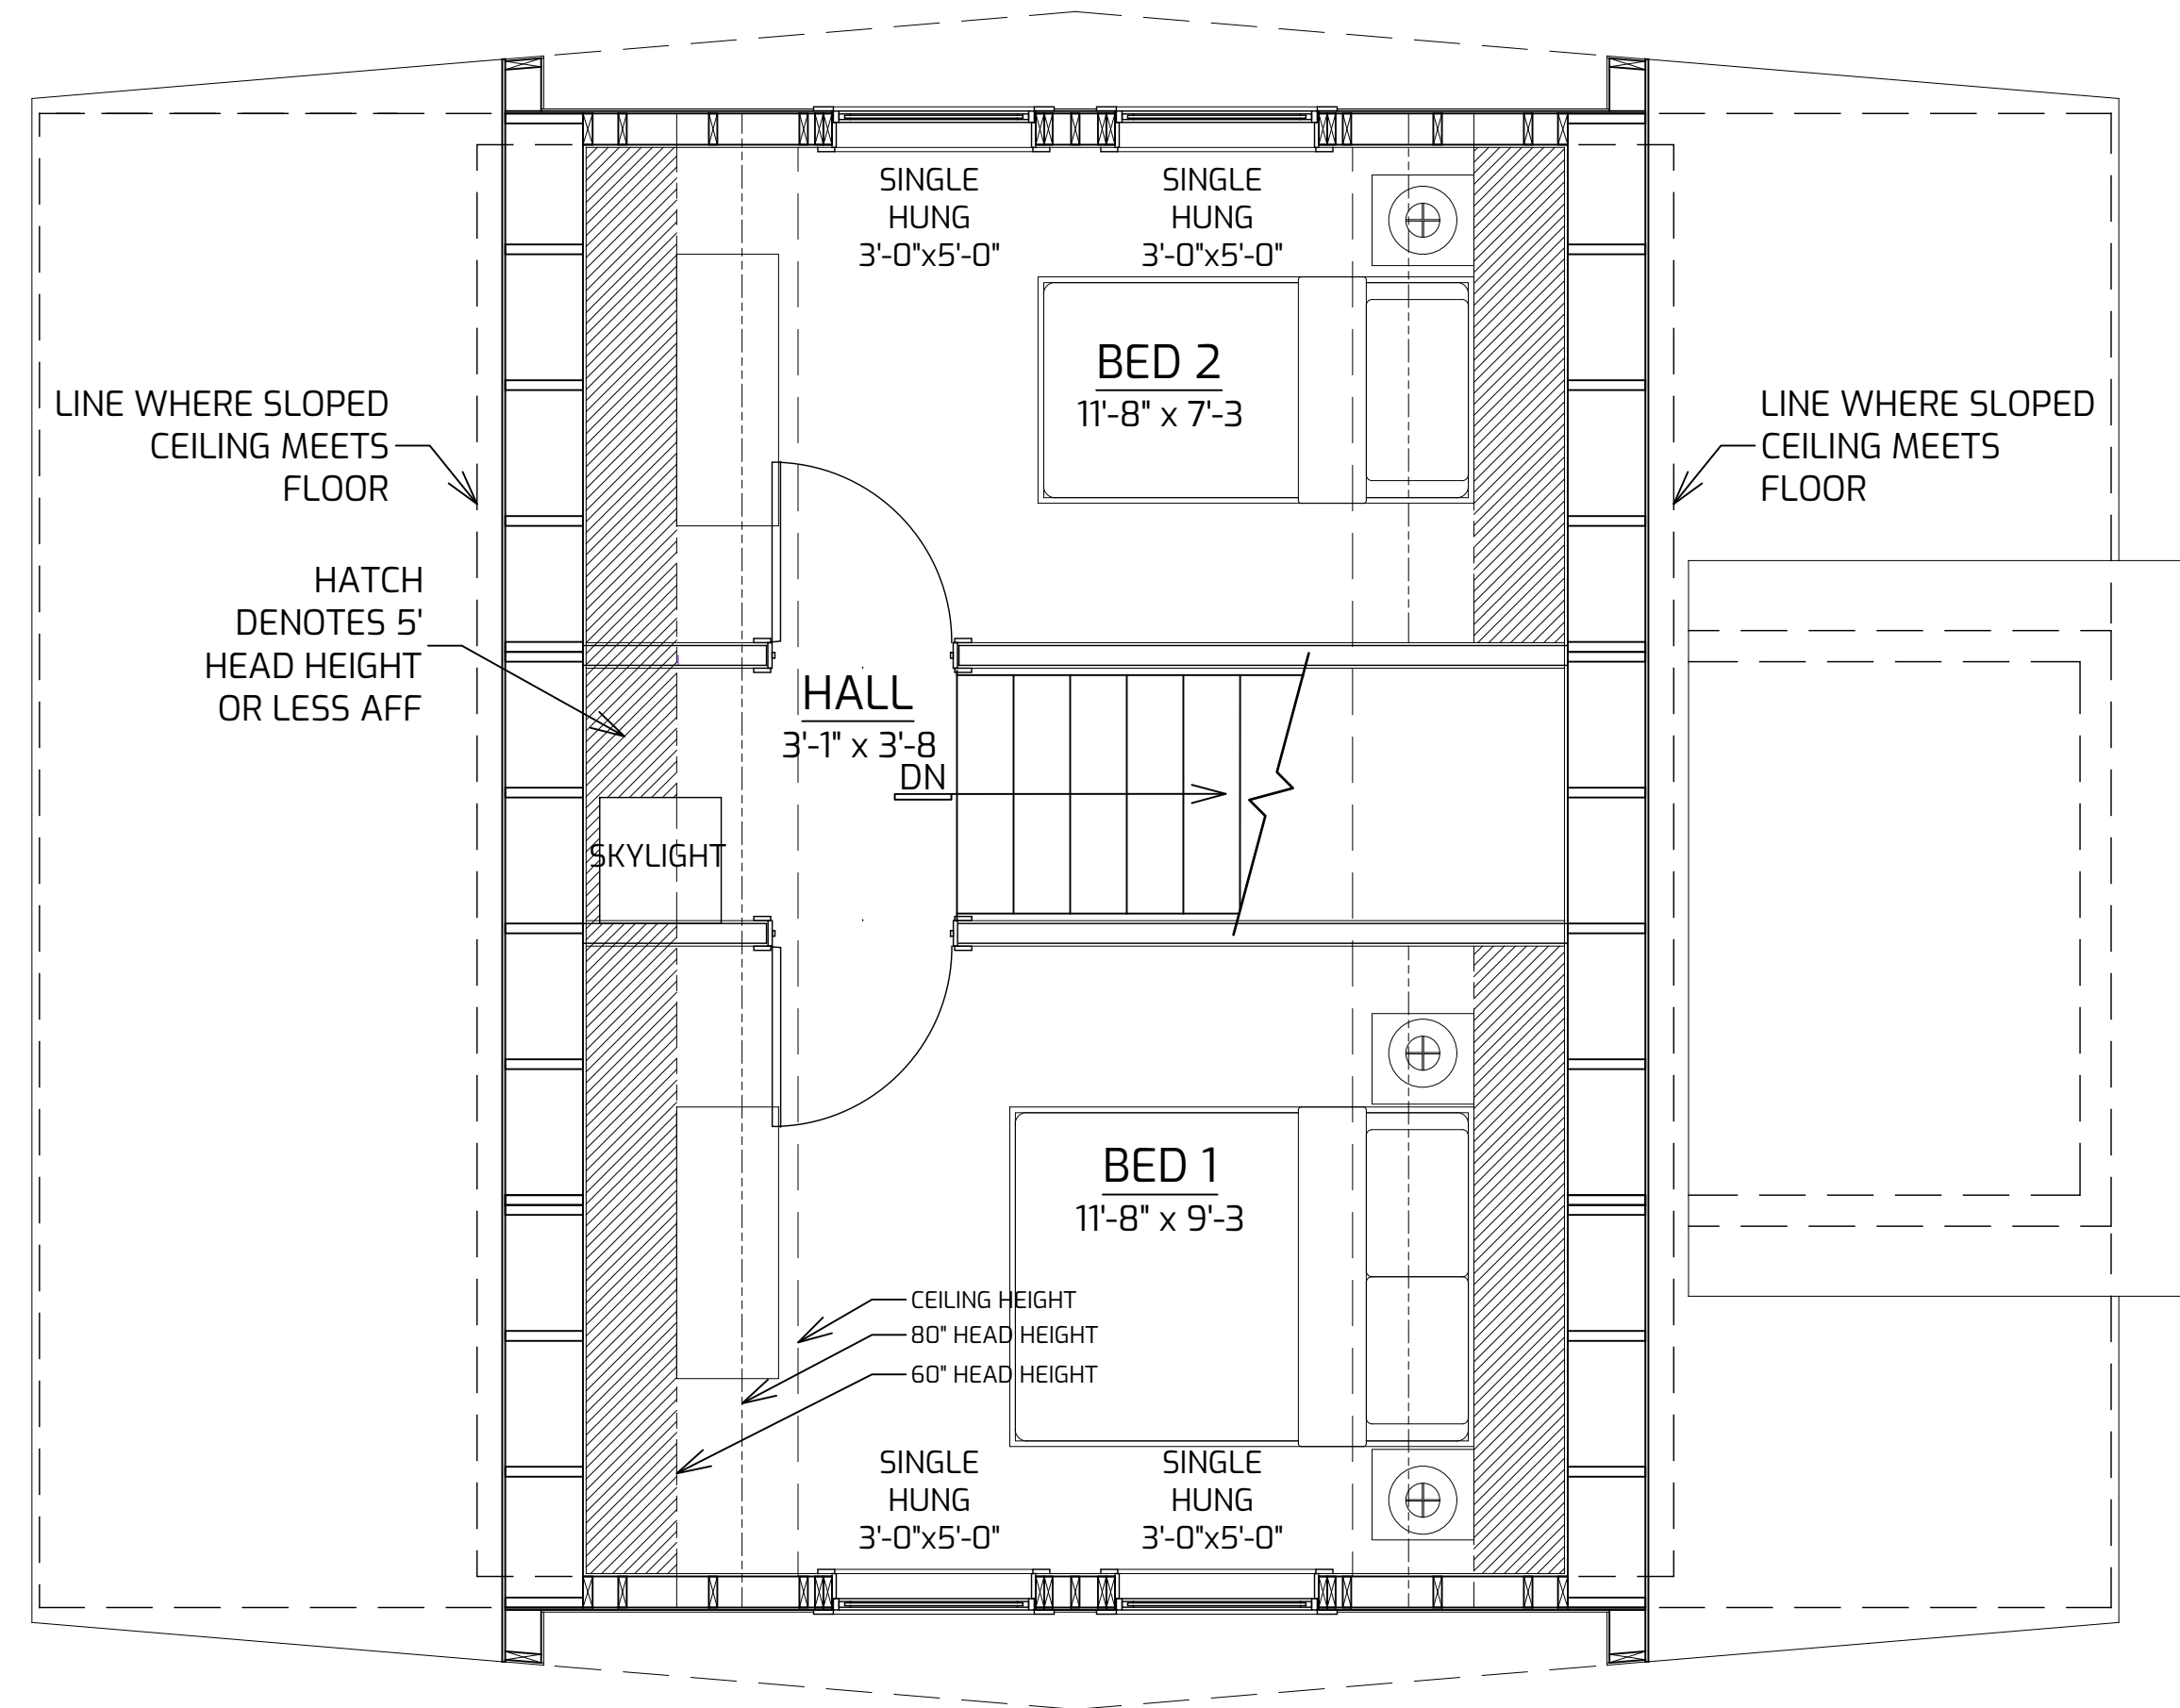 SINGLE
HUNG
3'-0"x5'-0"
SINGLE
HUNG
3'-0"x5'-0"
BED 2
11'-8" x 7'-3
LINE WHERE SLOPED
CEILING MEETS
FLOOR
LINE WHERE SLOPED
CEILING MEETS
FLOOR
HATCH
DENOTES 5'
HEAD HEIGHT
OR LESS AFF
HALL
3'-1" x 3'-8
DN
SKYLIGHT
BED 1
11'-8" x 9'-3
CEILING HEIGHT
80" HEAD HEIGHT
60" HEAD HEIGHT
SINGLE
HUNG
3'-0"x5'-0"
SINGLE
HUNG
3'-0"x5'-0"